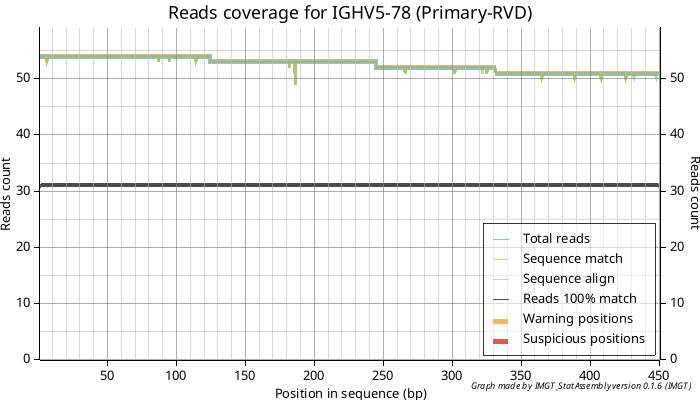 Reads coverage for IGHV5-78 (Primary-RVD)
50
40
30
20
10
0
Reads count
50
40
30
20
10
0
Reads count
Total reads
Sequence match
Sequence align
Reads 100% match
Warning positions
Suspicious positions
50 100 150 200 250 300 350 400 450
Position in sequence (bp)
Graph made by IMGT_StatAssembly version 0.1.6 (IMGT)